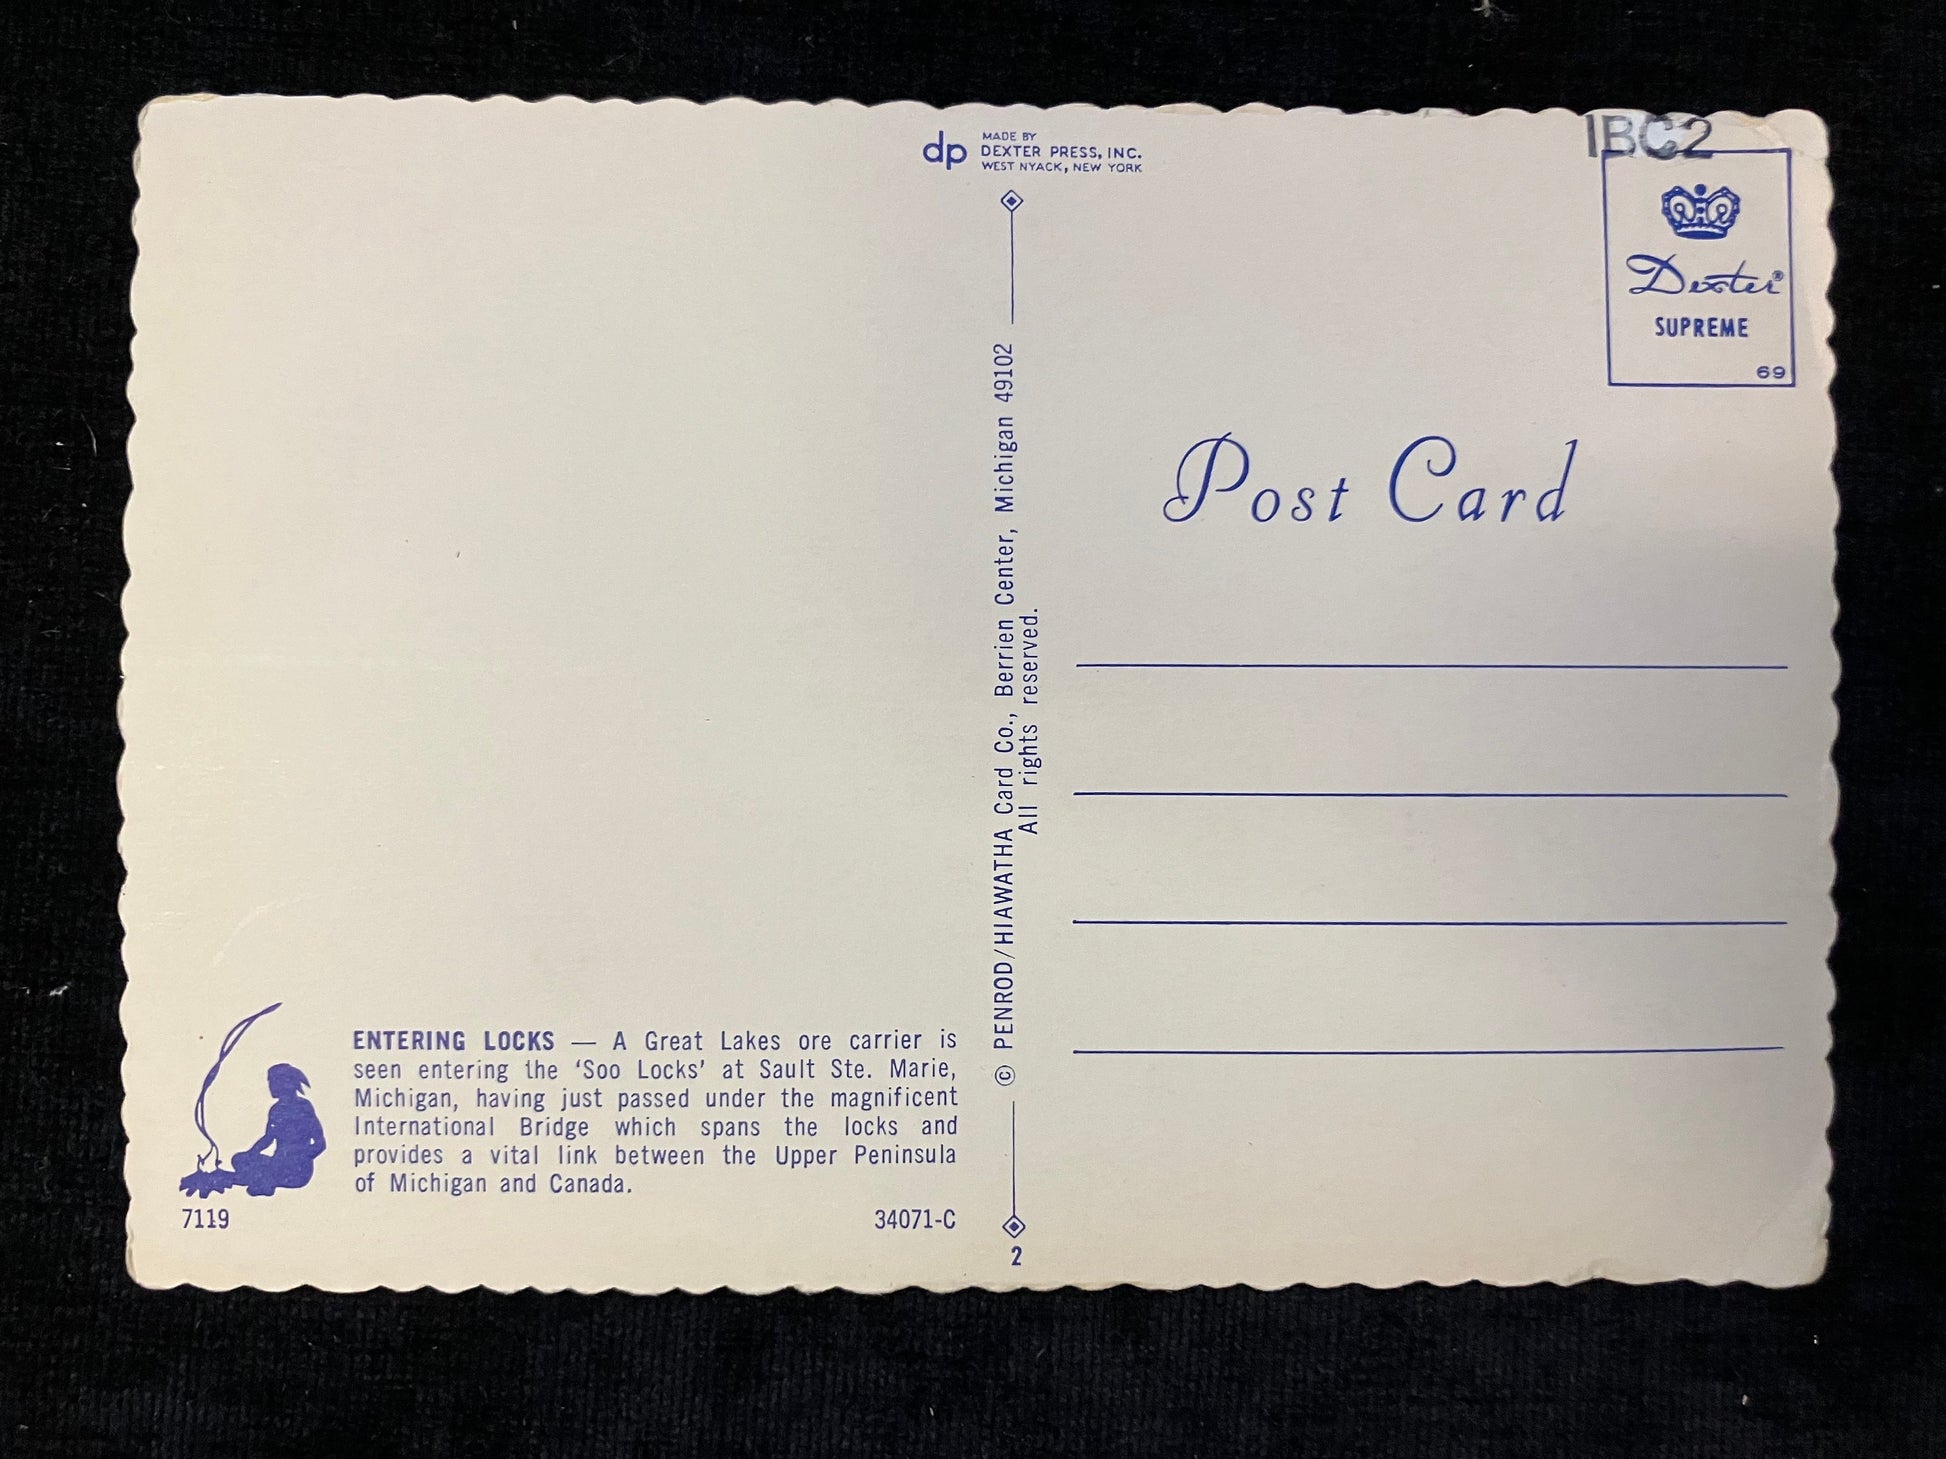 dp
MADE BY
DEXTER PRESS, INC.
WEST NYACK, NEW YORK
IBC2
Dexter®
SUPREME
69
Post Card
© PENROD/HIAWATHA Card Co., Berrien Center, Michigan 49102
All rights reserved.
ENTERING LOCKS — A Great Lakes ore carrier is
seen entering the ‘Soo Locks’ at Sault Ste. Marie,
Michigan, having just passed under the magnificent
International Bridge which spans the locks and
provides a vital link between the Upper Peninsula
of Michigan and Canada.
7119
34071-C
2